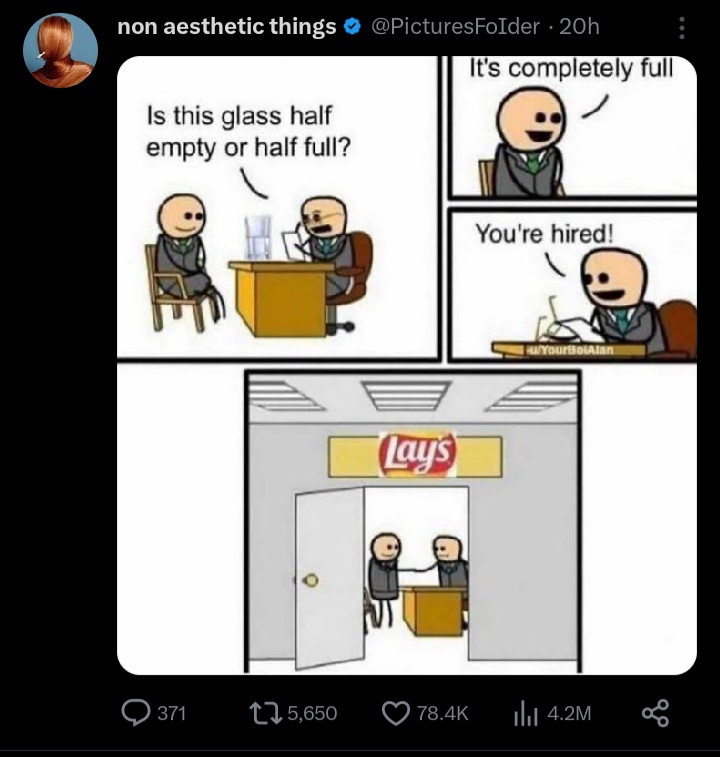 non aesthetic things @PicturesFoIder · 20h
Is this glass half
empty or half full?
It's completely full
You're hired!
u/YourBoiAlan
Lay's
371 5,650 78.4K 4.2M